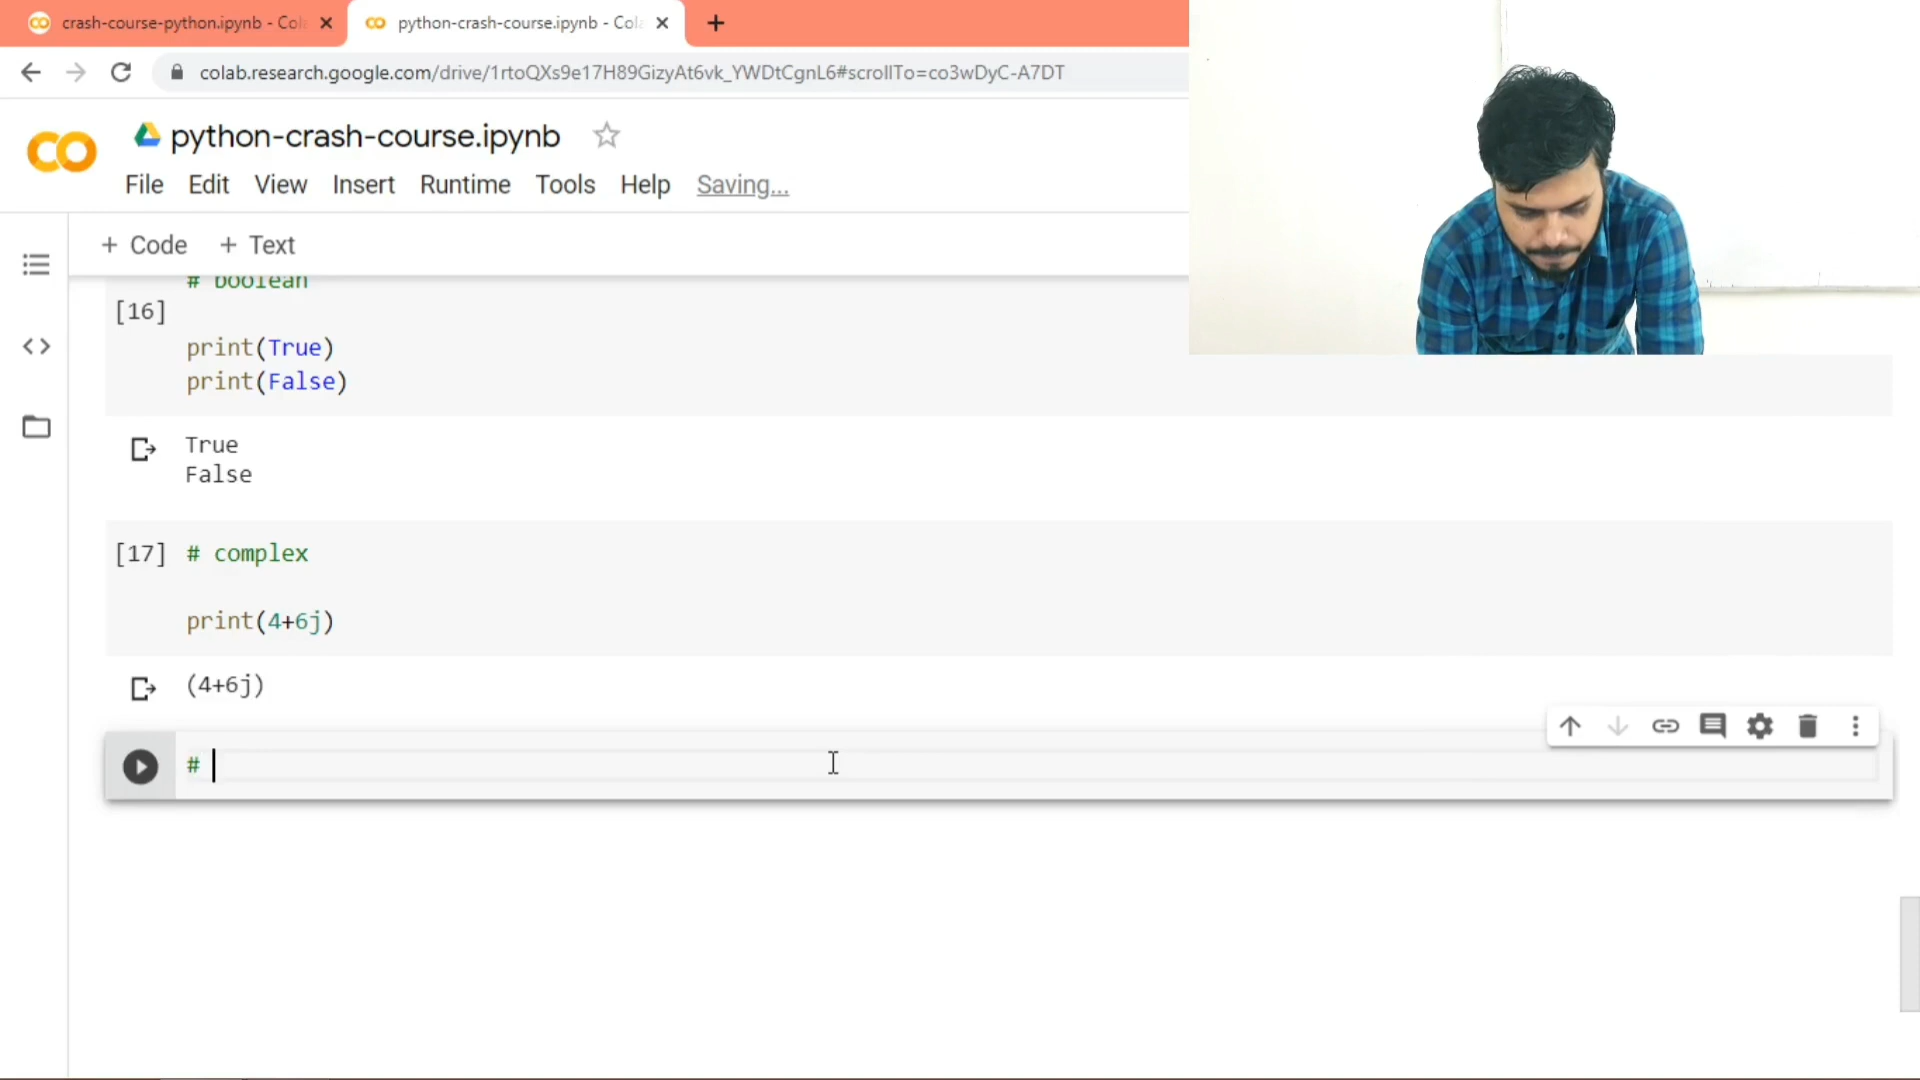 crash-course-python.ipynb - Col
python-crash-course.ipynb - Cola
colab.research.google.com/drive/1rtoQXs9e17H89GizyAt6vk_YWDtCgnL6#scrollTo=co3wDyC-A7DT
python-crash-course.ipynb
File Edit View Insert Runtime Tools Help Saving...
+ Code + Text
# boolean
[16]
print(True)
print(False)
True
False
[17] # complex
print(4+6j)
(4+6j)
#